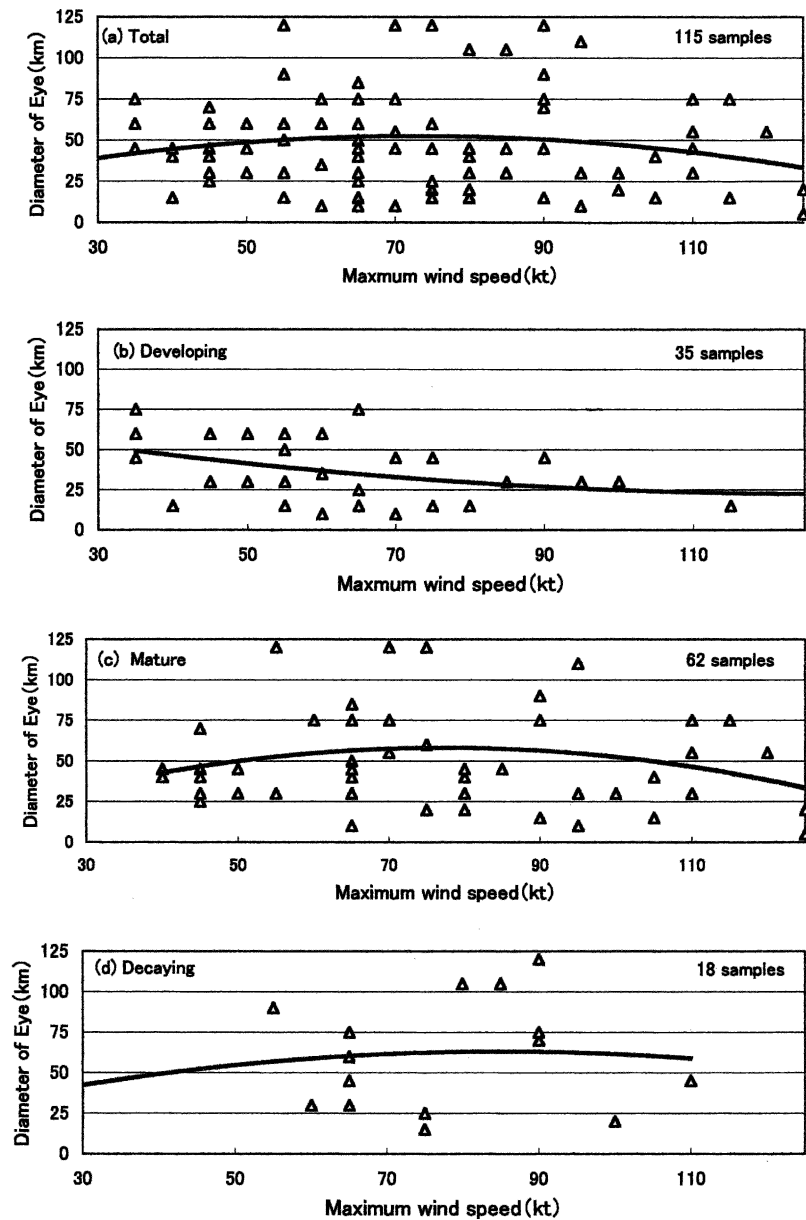 (a) Total
115 samples
Diameter of Eye(km)
125
100
75
50
25
0
30 50 70 90 110
Maxmum wind speed(kt)
(b) Developing
35 samples
Diameter of Eye(km)
125
100
75
50
25
0
30 50 70 90 110
Maxmum wind speed(kt)
(c) Mature
62 samples
Diameter of Eye(km)
125
100
75
50
25
0
30 50 70 90 110
Maximum wind speed(kt)
(d) Decaying
18 samples
Diameter of Eye(km)
125
100
75
50
25
0
30 50 70 90 110
Maximum wind speed(kt)